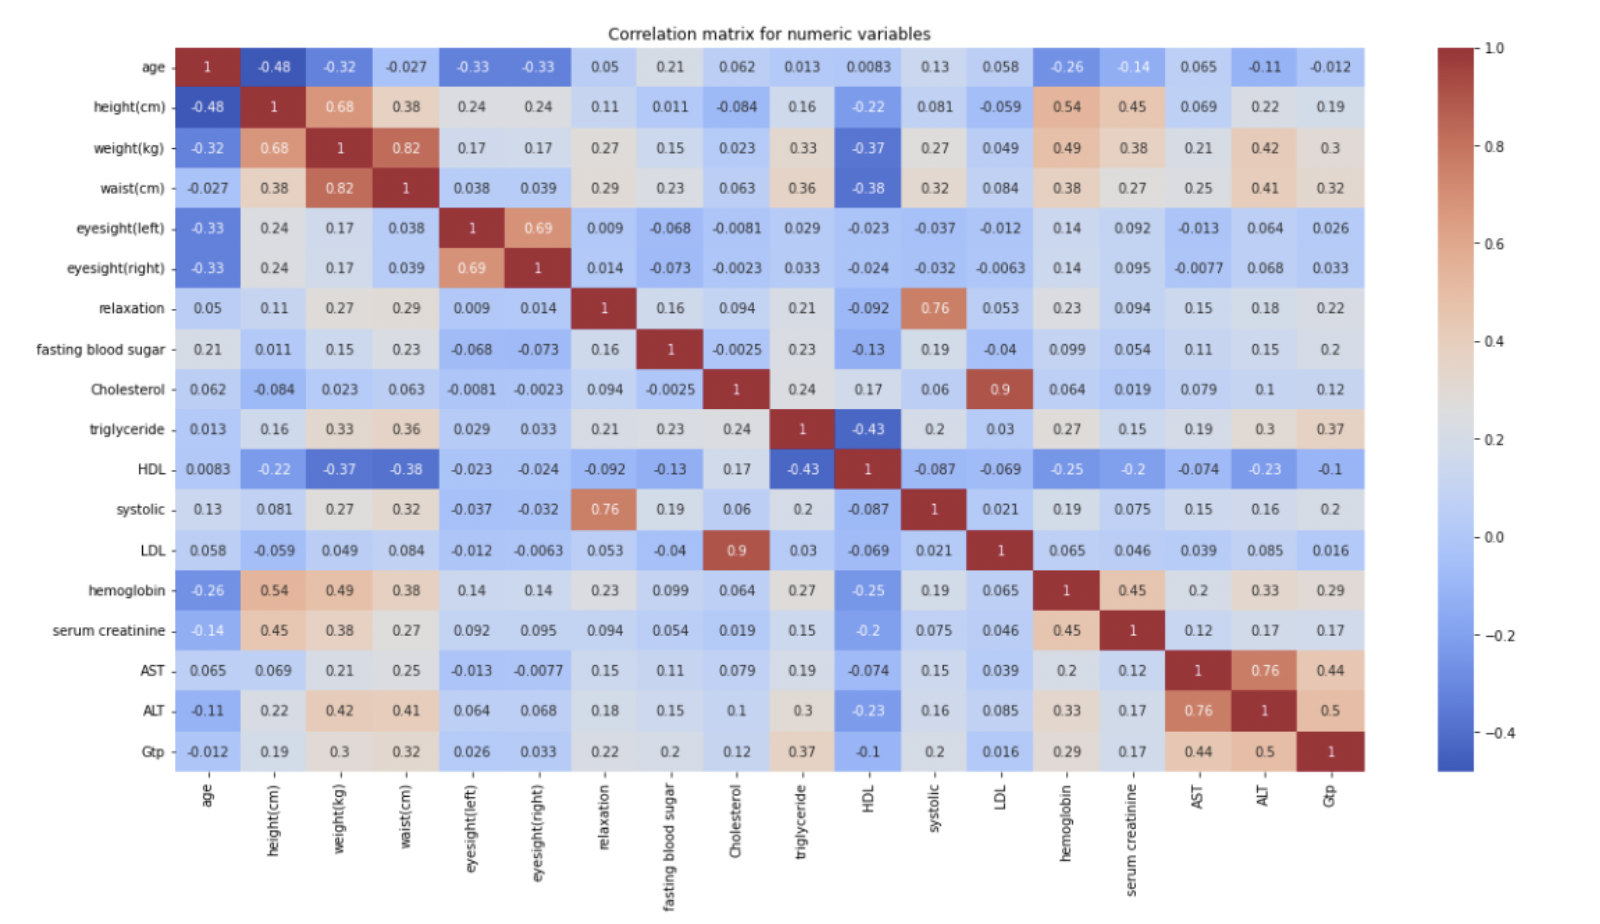 Correlation matrix for numeric variables
age 1 -0.48 -0.32 -0.027 -0.33 -0.33 0.05 0.21 0.062 0.013 0.0083 0.13 0.058 -0.26 -0.14 0.065 -0.11 -0.012
height(cm) -0.48 1 0.68 0.38 0.24 0.24 0.11 0.011 -0.084 0.16 -0.22 0.081 -0.059 0.54 0.45 0.069 0.22 0.19
weight(kg) -0.32 0.68 1 0.82 0.17 0.17 0.27 0.15 0.023 0.33 -0.37 0.27 0.049 0.49 0.38 0.21 0.42 0.3
waist(cm) -0.027 0.38 0.82 1 0.038 0.039 0.29 0.23 0.063 0.36 -0.38 0.32 0.084 0.38 0.27 0.25 0.41 0.32
eyesight(left) -0.33 0.24 0.17 0.038 1 0.69 0.009 -0.068 -0.0081 0.029 -0.023 -0.037 -0.012 0.14 0.092 -0.013 0.064 0.026
eyesight(right) -0.33 0.24 0.17 0.039 0.69 1 0.014 -0.073 -0.0023 0.033 -0.024 -0.032 -0.0063 0.14 0.095 -0.0077 0.068 0.033
relaxation 0.05 0.11 0.27 0.29 0.009 0.014 1 0.16 0.094 0.21 -0.092 0.76 0.053 0.23 0.094 0.15 0.18 0.22
fasting blood sugar 0.21 0.011 0.15 0.23 -0.068 -0.073 0.16 1 -0.0025 0.23 -0.13 0.19 -0.04 0.099 0.054 0.11 0.15 0.2
Cholesterol 0.062 -0.084 0.023 0.063 -0.0081 -0.0023 0.094 -0.0025 1 0.24 0.17 0.06 0.9 0.064 0.019 0.079 0.1 0.12
triglyceride 0.013 0.16 0.33 0.36 0.029 0.033 0.21 0.23 0.24 1 -0.43 0.2 0.03 0.27 0.15 0.19 0.3 0.37
HDL 0.0083 -0.22 -0.37 -0.38 -0.023 -0.024 -0.092 -0.13 0.17 -0.43 1 -0.087 -0.069 -0.25 -0.2 -0.074 -0.23 -0.1
systolic 0.13 0.081 0.27 0.32 -0.037 -0.032 0.76 0.19 0.06 0.2 -0.087 1 0.021 0.19 0.075 0.15 0.16 0.2
LDL 0.058 -0.059 0.049 0.084 -0.012 -0.0063 0.053 -0.04 0.9 0.03 -0.069 0.021 1 0.065 0.046 0.039 0.085 0.016
hemoglobin -0.26 0.54 0.49 0.38 0.14 0.14 0.23 0.099 0.064 0.27 -0.25 0.19 0.065 1 0.45 0.2 0.33 0.29
serum creatinine -0.14 0.45 0.38 0.27 0.092 0.095 0.094 0.054 0.019 0.15 -0.2 0.075 0.046 0.45 1 0.12 0.17 0.17
AST 0.065 0.069 0.21 0.25 -0.013 -0.0077 0.15 0.11 0.079 0.19 -0.074 0.15 0.039 0.2 0.12 1 0.76 0.44
ALT -0.11 0.22 0.42 0.41 0.064 0.068 0.18 0.15 0.1 0.3 -0.23 0.16 0.085 0.33 0.17 0.76 1 0.5
Gtp -0.012 0.19 0.3 0.32 0.026 0.033 0.22 0.2 0.12 0.37 -0.1 0.2 0.016 0.29 0.17 0.44 0.5 1
age height(cm) weight(kg) waist(cm) eyesight(left) eyesight(right) relaxation fasting blood sugar Cholesterol triglyceride HDL systolic LDL hemoglobin serum creatinine AST ALT Gtp
1.0
0.8
0.6
0.4
0.2
0.0
−0.2
−0.4